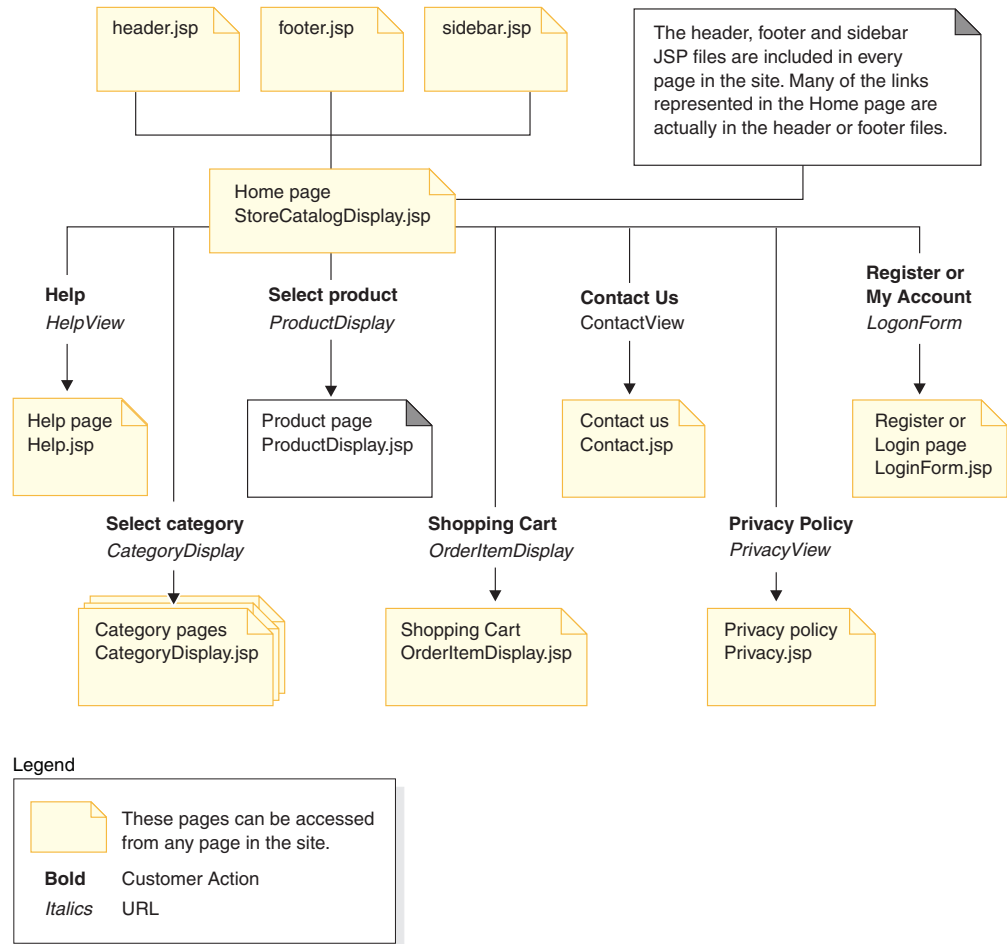 header.jsp
footer.jsp
sidebar.jsp
The header, footer and sidebar
JSP files are included in every
page in the site. Many of the links
represented in the Home page are
actually in the header or footer files.
Home page
StoreCatalogDisplay.jsp
Help
HelpView
Select product
ProductDisplay
Contact Us
ContactView
Register or
My Account
LogonForm
Help page
Help.jsp
Product page
ProductDisplay.jsp
Contact us
Contact.jsp
Register or
Login page
LoginForm.jsp
Select category
CategoryDisplay
Shopping Cart
OrderItemDisplay
Privacy Policy
PrivacyView
Category pages
CategoryDisplay.jsp
Shopping Cart
OrderItemDisplay.jsp
Privacy policy
Privacy.jsp
Legend
These pages can be accessed
from any page in the site.
Bold Customer Action
Italics URL